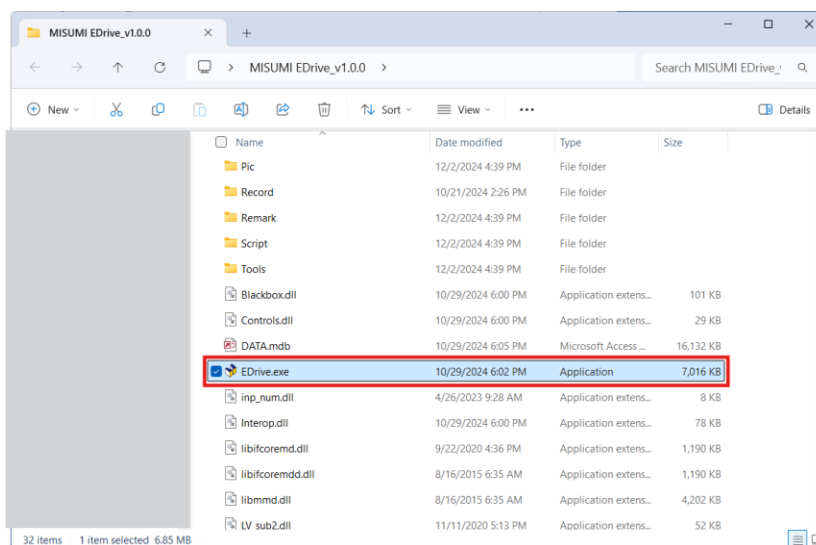 MISUMI EDrive_v1.0.0
MISUMI EDrive_v1.0.0
Search MISUMI EDrive_
New
Sort
View
Details
Name Date modified Type Size
Pic 12/2/2024 4:39 PM File folder
Record 10/21/2024 2:26 PM File folder
Remark 12/2/2024 4:39 PM File folder
Script 12/2/2024 4:39 PM File folder
Tools 12/2/2024 4:39 PM File folder
Blackbox.dll 10/29/2024 6:00 PM Application extens... 101 KB
Controls.dll 10/29/2024 6:00 PM Application extens... 29 KB
DATA.mdb 10/29/2024 6:05 PM Microsoft Access ... 16,132 KB
EDrive.exe 10/29/2024 6:02 PM Application 7,016 KB
inp_num.dll 4/26/2023 9:28 AM Application extens... 8 KB
Interop.dll 10/29/2024 6:00 PM Application extens... 78 KB
libifcoremd.dll 9/22/2020 4:36 PM Application extens... 1,190 KB
libifcoremdd.dll 8/16/2015 6:35 AM Application extens... 1,190 KB
libmmd.dll 8/16/2015 6:35 AM Application extens... 4,202 KB
LV sub2.dll 11/11/2020 5:13 PM Application extens... 52 KB
32 items 1 item selected 6.85 MB